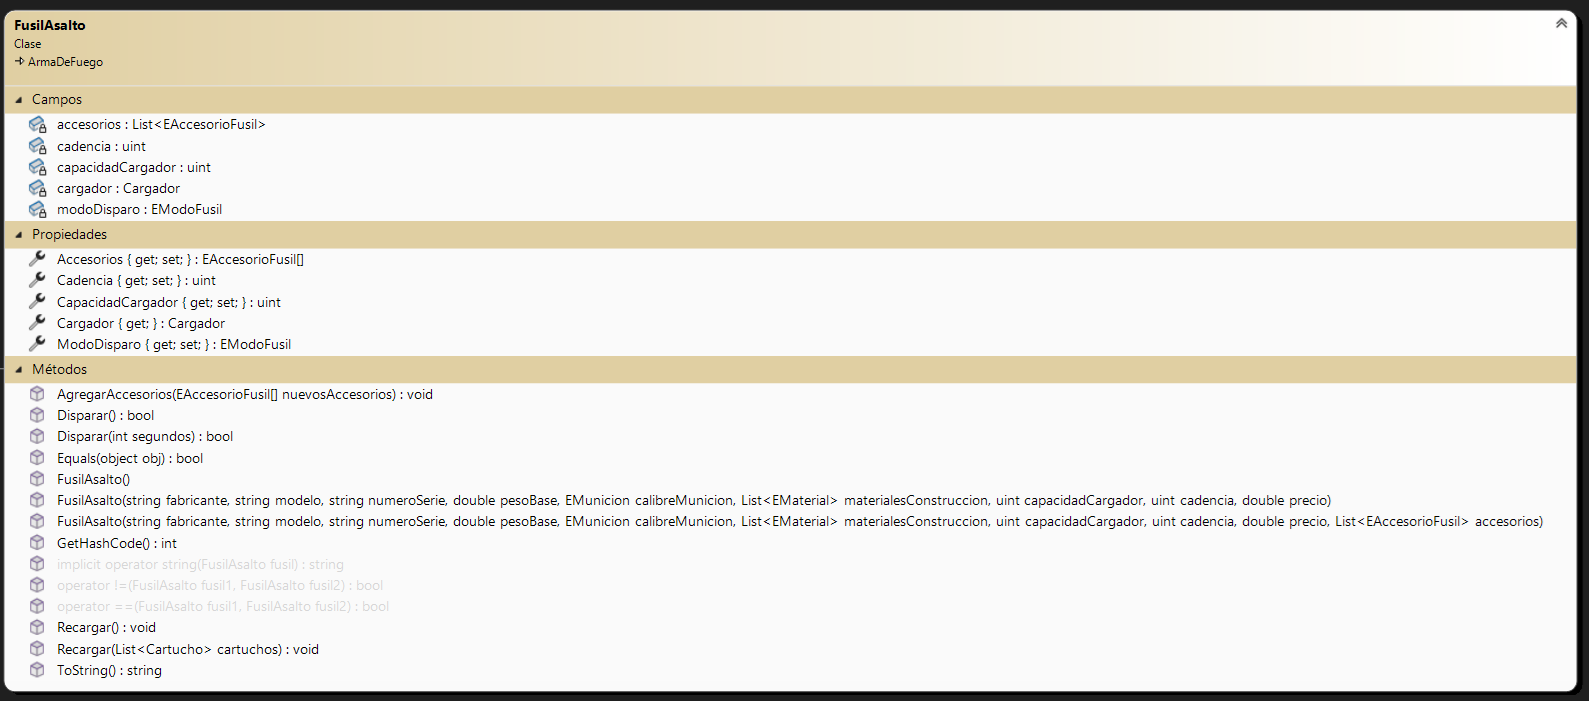 FusilAsalto
Clase
ArmaDeFuego
Campos
accesorios : List<EAccesorioFusil>
cadencia : uint
capacidadCargador : uint
cargador : Cargador
modoDisparo : EModoFusil
Propiedades
Accesorios { get; set; } : EAccesorioFusil[]
Cadencia { get; set; } : uint
CapacidadCargador { get; set; } : uint
Cargador { get; } : Cargador
ModoDisparo { get; set; } : EModoFusil
Métodos
AgregarAccesorios(EAccesorioFusil[] nuevosAccesorios) : void
Disparar() : bool
Disparar(int segundos) : bool
Equals(object obj) : bool
FusilAsalto()
FusilAsalto(string fabricante, string modelo, string numeroSerie, double pesoBase, EMunicion calibreMunicion, List<EMaterial> materialesConstruccion, uint capacidadCargador, uint cadencia, double precio)
FusilAsalto(string fabricante, string modelo, string numeroSerie, double pesoBase, EMunicion calibreMunicion, List<EMaterial> materialesConstruccion, uint capacidadCargador, uint cadencia, double precio, List<EAccesorioFusil> accesorios)
GetHashCode() : int
implicit operator string(FusilAsalto fusil) : string
operator !=(FusilAsalto fusil1, FusilAsalto fusil2) : bool
operator ==(FusilAsalto fusil1, FusilAsalto fusil2) : bool
Recargar() : void
Recargar(List<Cartucho> cartuchos) : void
ToString() : string